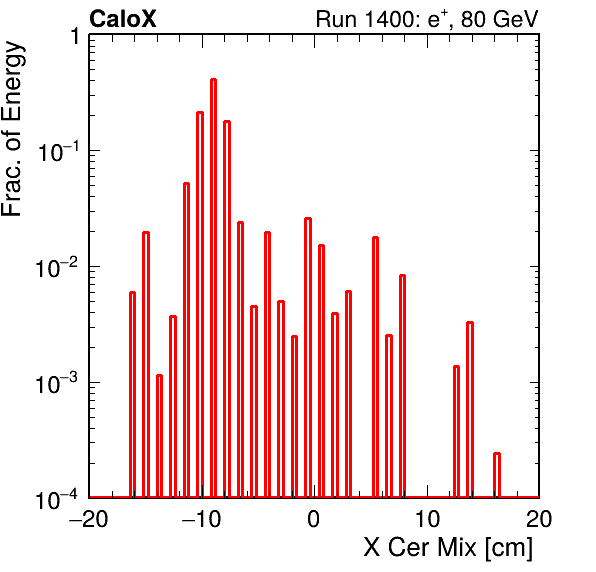 CaloX Run 1400: e⁺, 80 GeV
Frac. of Energy
1
10⁻¹
10⁻²
10⁻³
10⁻⁴
−20 −10 0 10 20
X Cer Mix [cm]